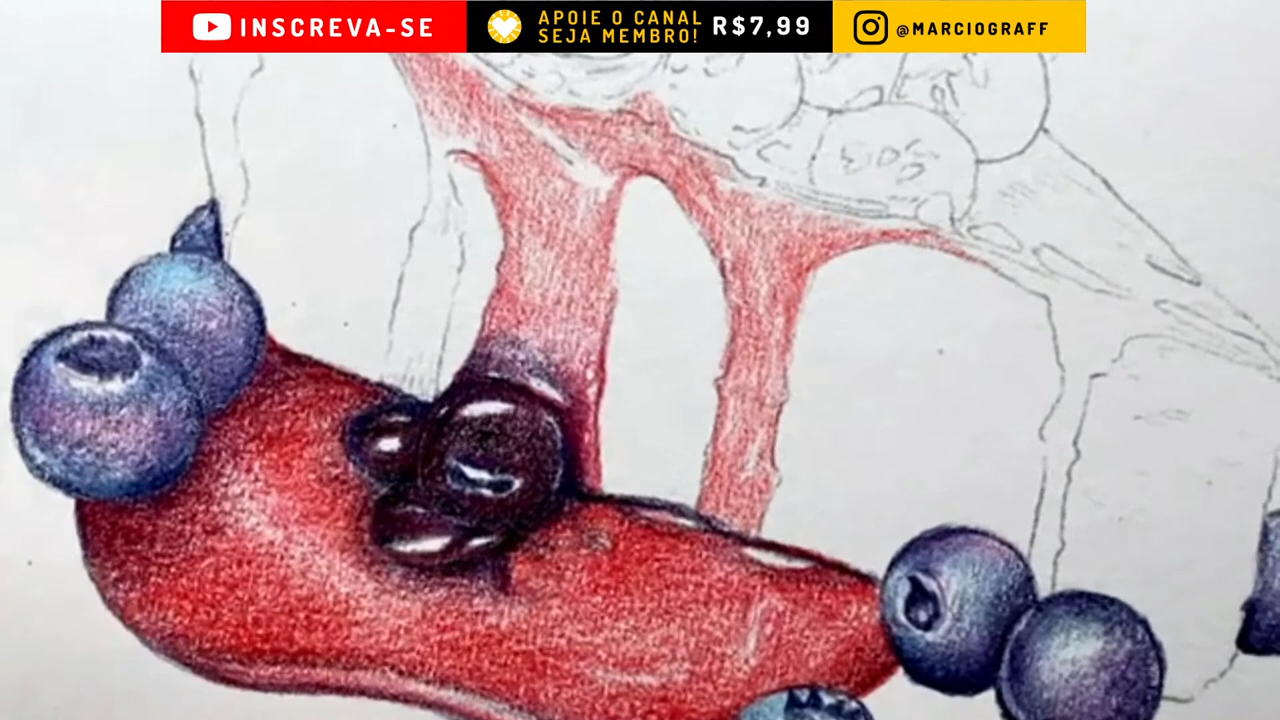 INSCREVA-SE
APOIE O CANAL
SEJA MEMBRO!
R$7,99
@MARCIOGRAFF